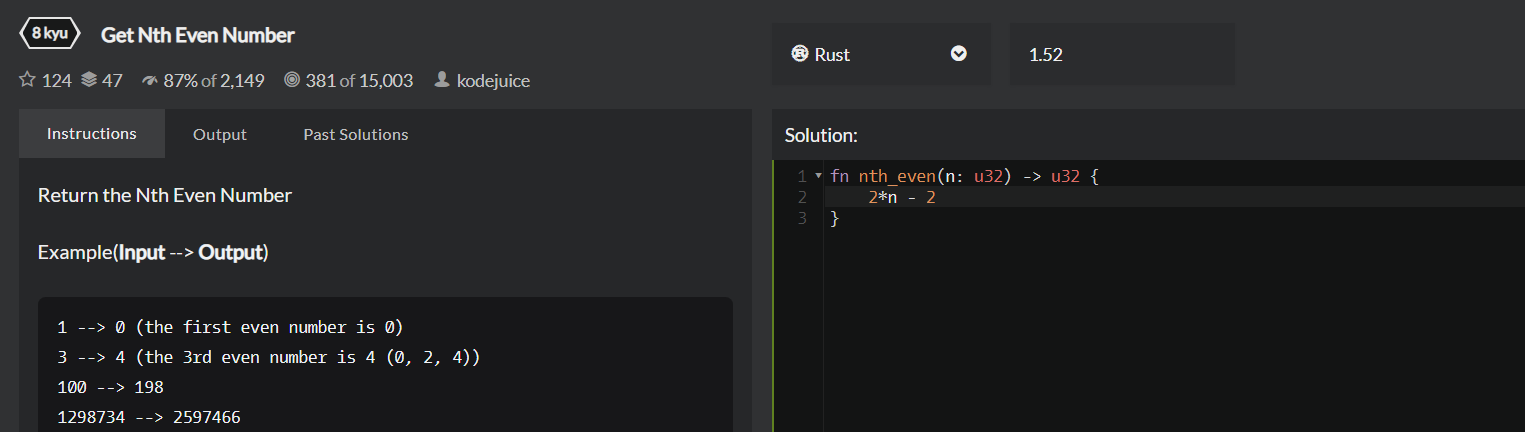 8 kyu Get Nth Even Number
124 47 87% of 2,149 381 of 15,003 kodejuice
Rust 1.52
Instructions Output Past Solutions
Return the Nth Even Number
Example(Input --> Output)
1 --> 0 (the first even number is 0)
3 --> 4 (the 3rd even number is 4 (0, 2, 4))
100 --> 198
1298734 --> 2597466
Solution:
1 fn nth_even(n: u32) -> u32 {
2 2*n - 2
3 }